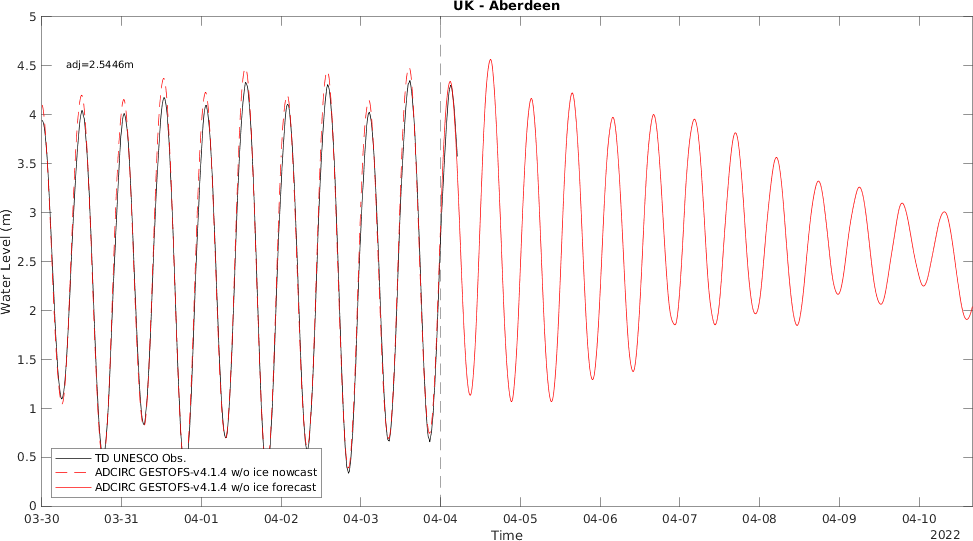 UK - Aberdeen
5
4.5
4
3.5
3
2.5
2
1.5
1
0.5
0
Water Level (m)
adj=2.5446m
TD UNESCO Obs.
ADCIRC GESTOFS-v4.1.4 w/o ice nowcast
ADCIRC GESTOFS-v4.1.4 w/o ice forecast
03-30 03-31 04-01 04-02 04-03 04-04 04-05 04-06 04-07 04-08 04-09 04-10
2022
Time